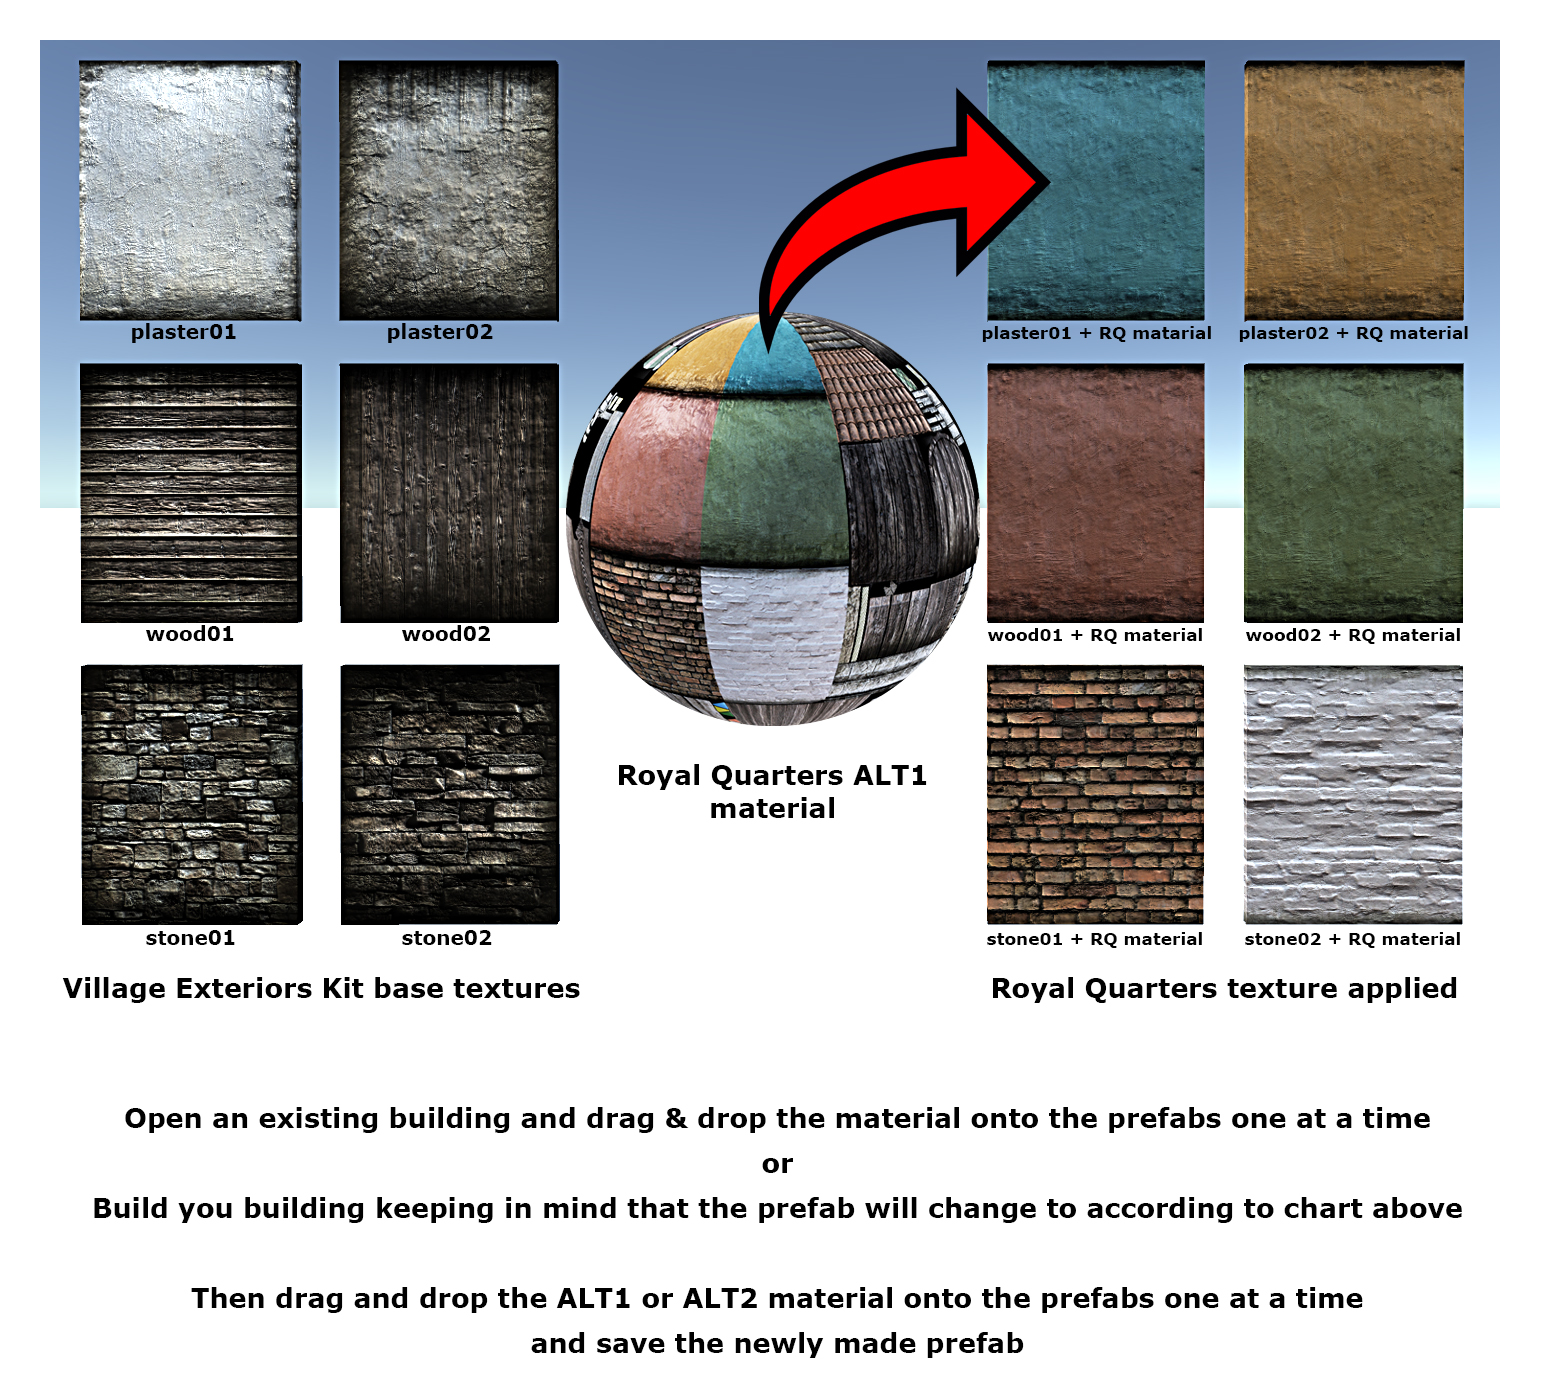 plaster01
plaster02
plaster01 + RQ matarial
plaster02 + RQ material
wood01
wood02
wood01 + RQ material
wood02 + RQ material
Royal Quarters ALT1
material
stone01
stone02
stone01 + RQ material
stone02 + RQ material
Village Exteriors Kit base textures
Royal Quarters texture applied
Open an existing building and drag & drop the material onto the prefabs one at a time
or
Build you building keeping in mind that the prefab will change to according to chart above
Then drag and drop the ALT1 or ALT2 material onto the prefabs one at a time
and save the newly made prefab